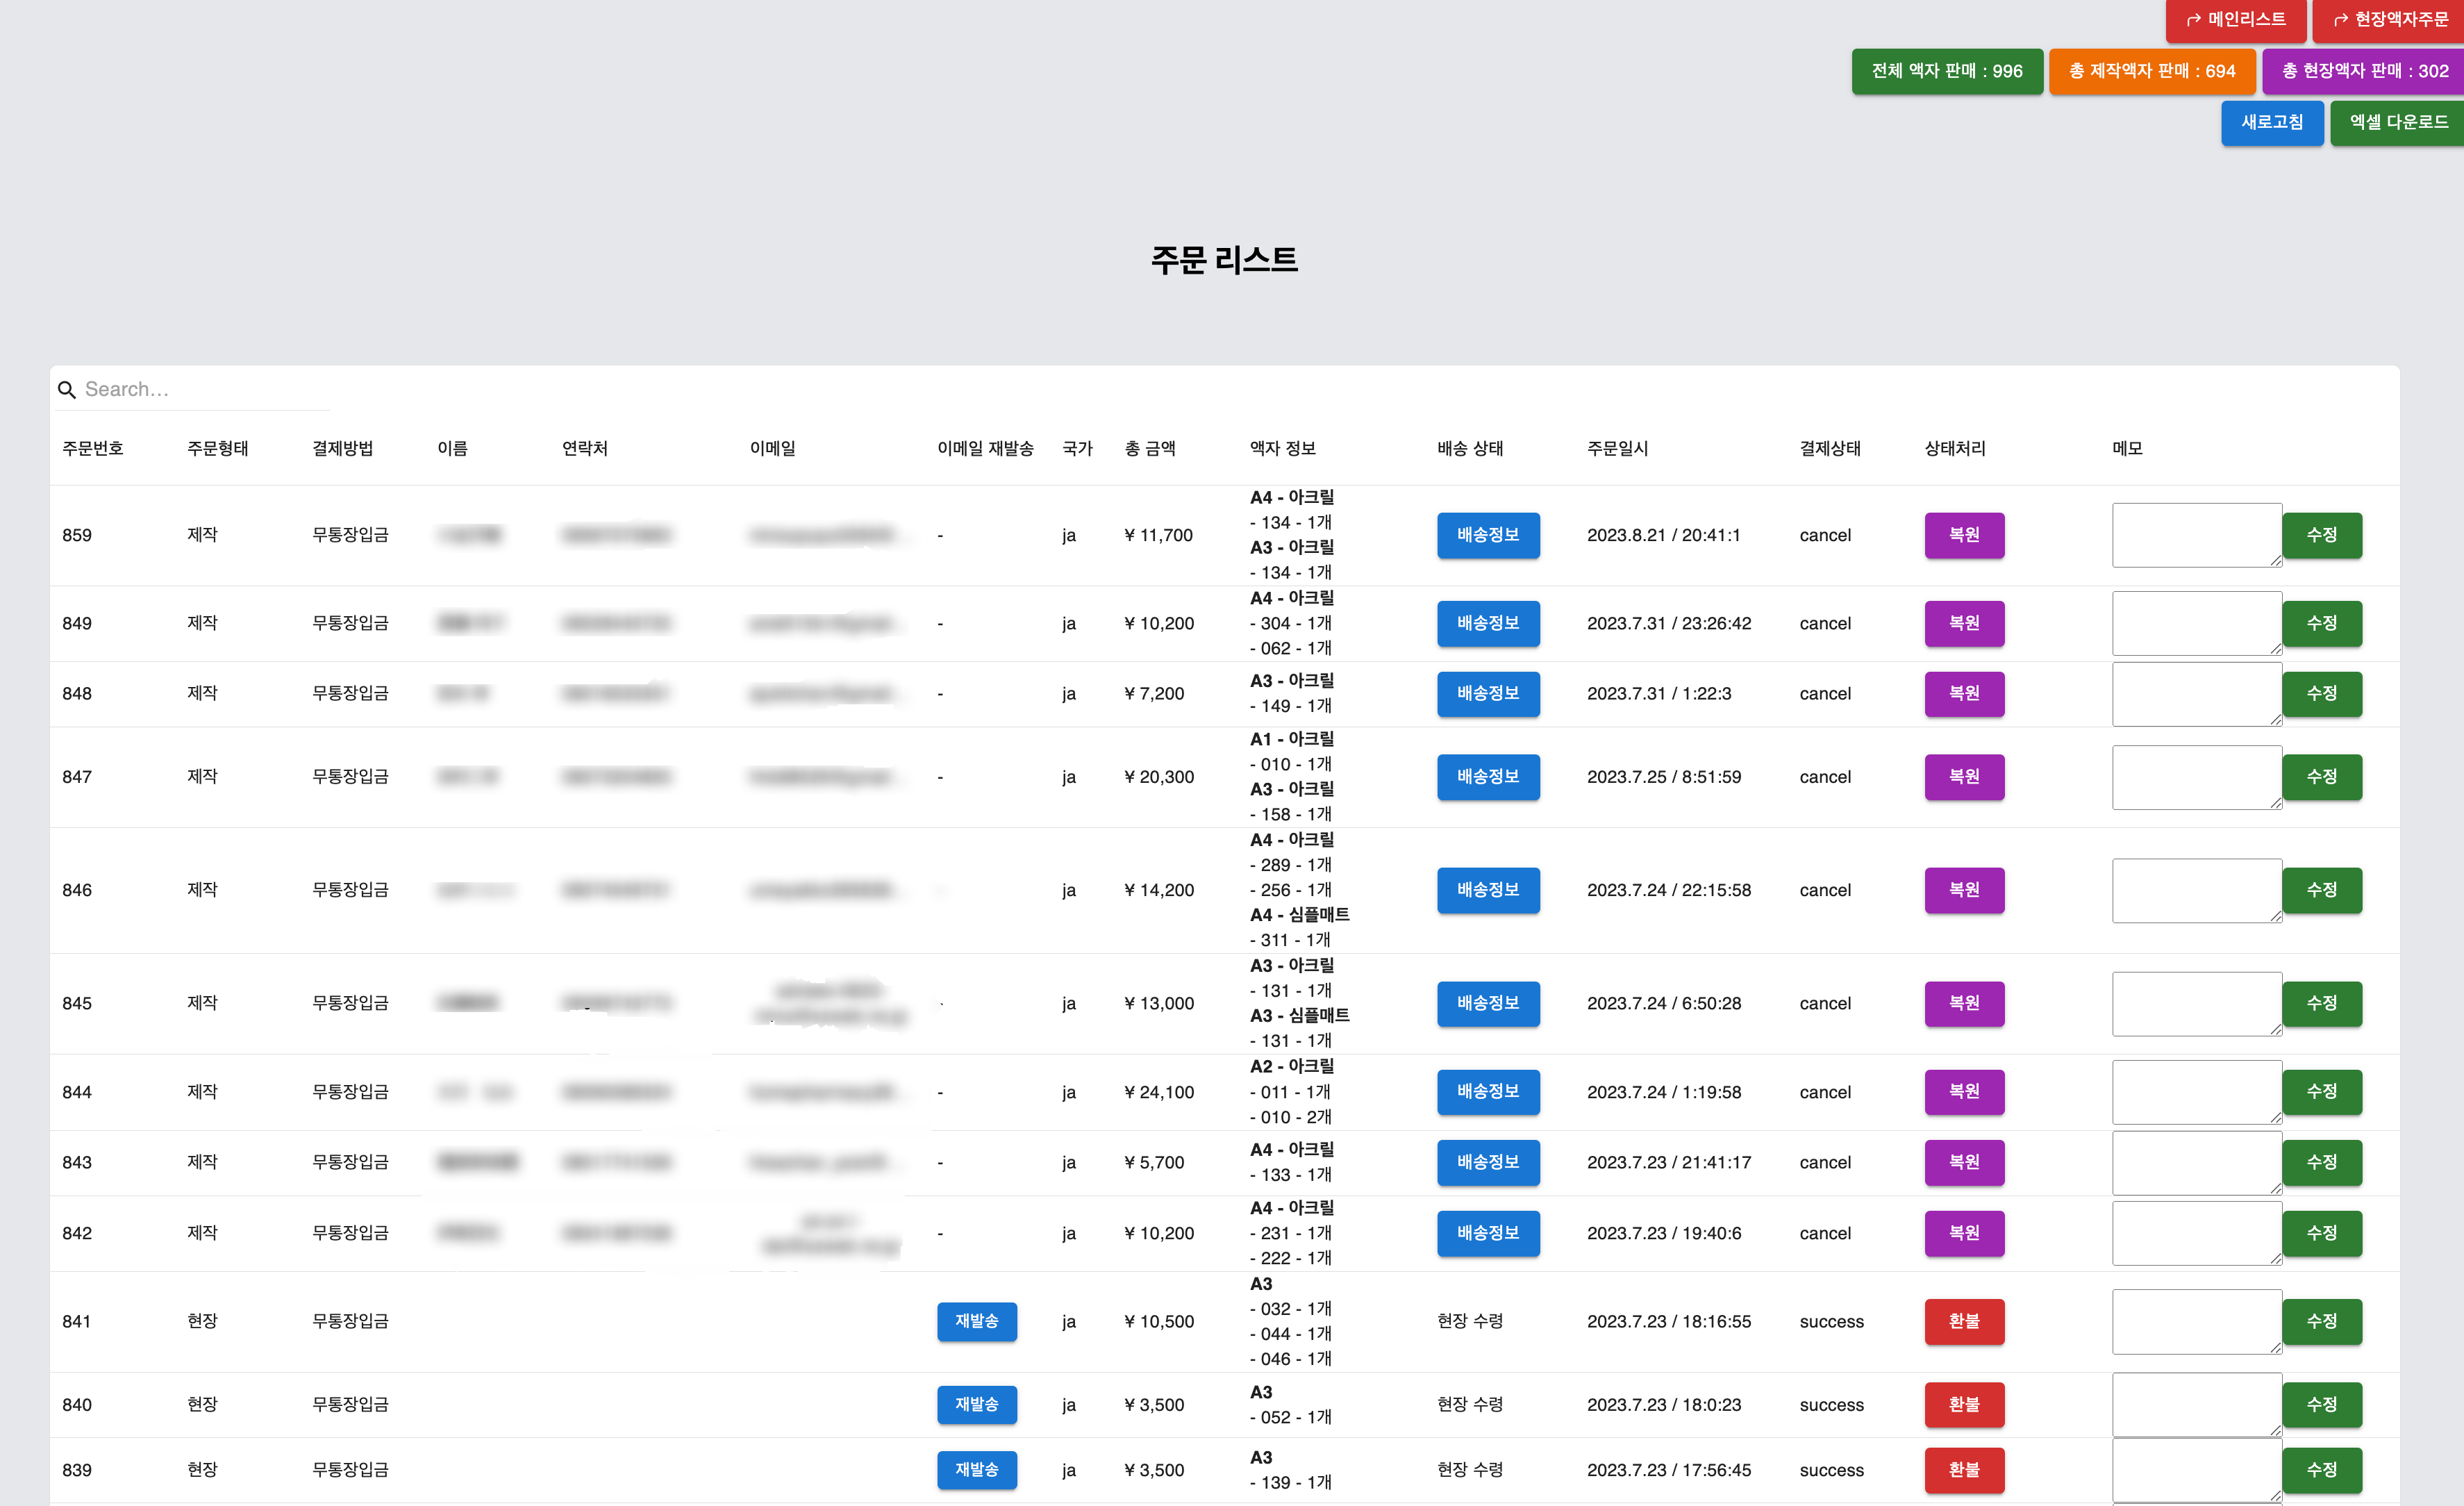 메인리스트 현장액자주문
전체 액자 판매 : 996 총 제작액자 판매 : 694 총 현장액자 판매 : 302
새로고침 엑셀 다운로드
주문 리스트
Search…
주문번호 주문형태 결제방법 이름 연락처 이메일 이메일 재발송 국가 총 금액 액자 정보 배송 상태 주문일시 결제상태 상태처리 메모
859 제작 무통장입금 - ja ¥ 11,700 A4 - 아크릴
- 134 - 1개
A3 - 아크릴
- 134 - 1개
배송정보 2023.8.21 / 20:41:1 cancel 복원 수정
849 제작 무통장입금 - ja ¥ 10,200 A4 - 아크릴
- 304 - 1개
- 062 - 1개
배송정보 2023.7.31 / 23:26:42 cancel 복원 수정
848 제작 무통장입금 - ja ¥ 7,200 A3 - 아크릴
- 149 - 1개
배송정보 2023.7.31 / 1:22:3 cancel 복원 수정
847 제작 무통장입금 - ja ¥ 20,300 A1 - 아크릴
- 010 - 1개
A3 - 아크릴
- 158 - 1개
배송정보 2023.7.25 / 8:51:59 cancel 복원 수정
846 제작 무통장입금 ja ¥ 14,200 A4 - 아크릴
- 289 - 1개
- 256 - 1개
A4 - 심플매트
- 311 - 1개
배송정보 2023.7.24 / 22:15:58 cancel 복원 수정
845 제작 무통장입금 - ja ¥ 13,000 A3 - 아크릴
- 131 - 1개
A3 - 심플매트
- 131 - 1개
배송정보 2023.7.24 / 6:50:28 cancel 복원 수정
844 제작 무통장입금 - ja ¥ 24,100 A2 - 아크릴
- 011 - 1개
- 010 - 2개
배송정보 2023.7.24 / 1:19:58 cancel 복원 수정
843 제작 무통장입금 - ja ¥ 5,700 A4 - 아크릴
- 133 - 1개
배송정보 2023.7.23 / 21:41:17 cancel 복원 수정
842 제작 무통장입금 - ja ¥ 10,200 A4 - 아크릴
- 231 - 1개
- 222 - 1개
배송정보 2023.7.23 / 19:40:6 cancel 복원 수정
841 현장 무통장입금 재발송 ja ¥ 10,500 A3
- 032 - 1개
- 044 - 1개
- 046 - 1개
현장 수령 2023.7.23 / 18:16:55 success 환불 수정
840 현장 무통장입금 재발송 ja ¥ 3,500 A3
- 052 - 1개
현장 수령 2023.7.23 / 18:0:23 success 환불 수정
839 현장 무통장입금 재발송 ja ¥ 3,500 A3
- 139 - 1개
현장 수령 2023.7.23 / 17:56:45 success 환불 수정